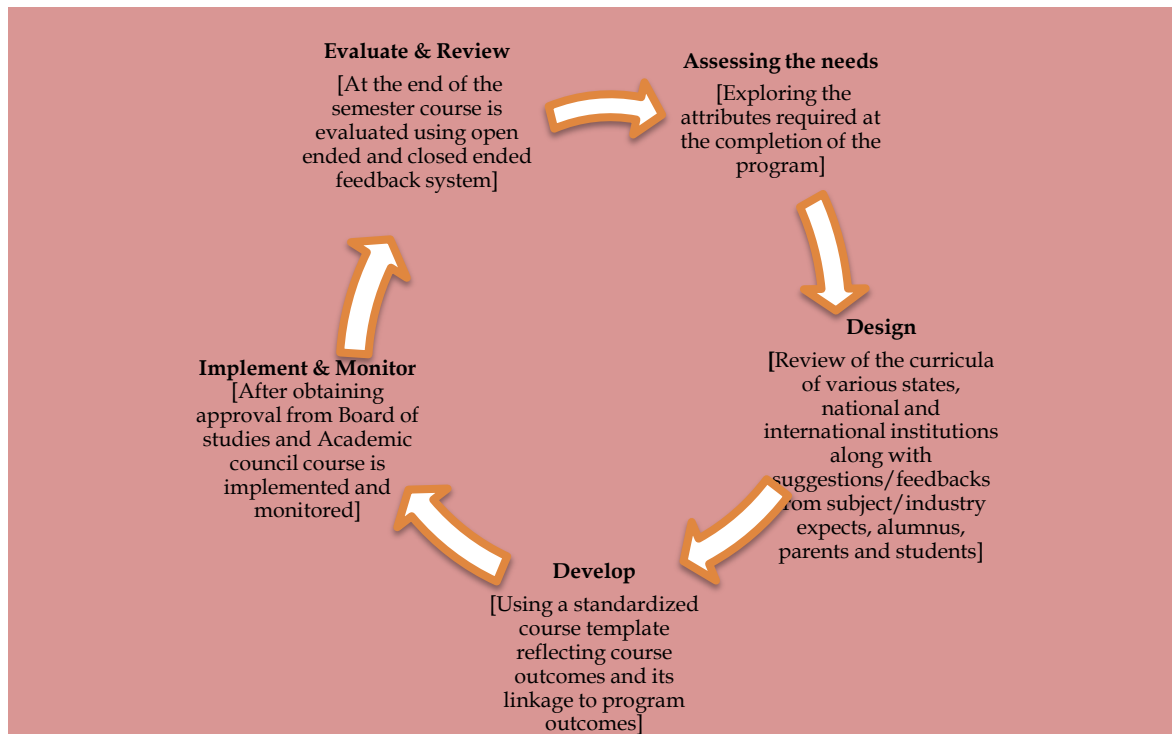 Evaluate & Review
[At the end of the
semester course is
evaluated using open
ended and closed ended
feedback system]
Assessing the needs
[Exploring the
attributes required at
the completion of the
program]
Design
[Review of the curricula
of various states,
national and
international institutions
along with
suggestions/feedbacks
from subject/industry
expects, alumnus,
parents and students]
Develop
[Using a standardized
course template
reflecting course
outcomes and its
linkage to program
outcomes]
Implement & Monitor
[After obtaining
approval from Board of
studies and Academic
council course is
implemented and
monitored]